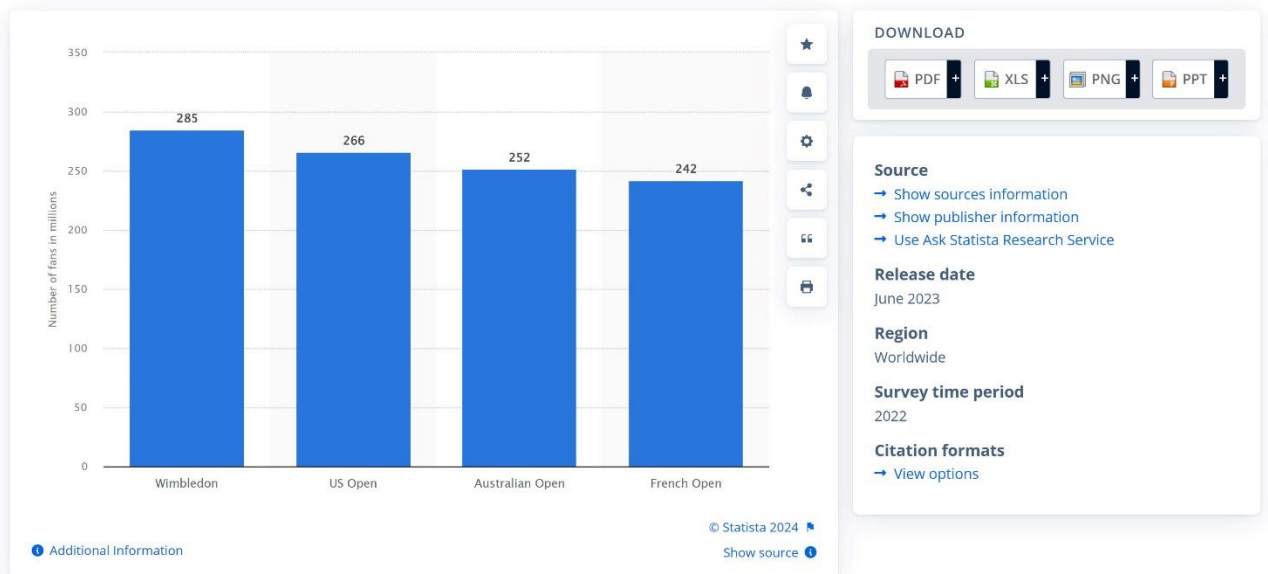 350
300
250
200
150
100
50
0
Number of fans in millions
285
266
252
242
Wimbledon
US Open
Australian Open
French Open
© Statista 2024
Additional Information
Show source
DOWNLOAD
PDF + XLS + PNG + PPT +
Source
→ Show sources information
→ Show publisher information
→ Use Ask Statista Research Service
Release date
June 2023
Region
Worldwide
Survey time period
2022
Citation formats
→ View options